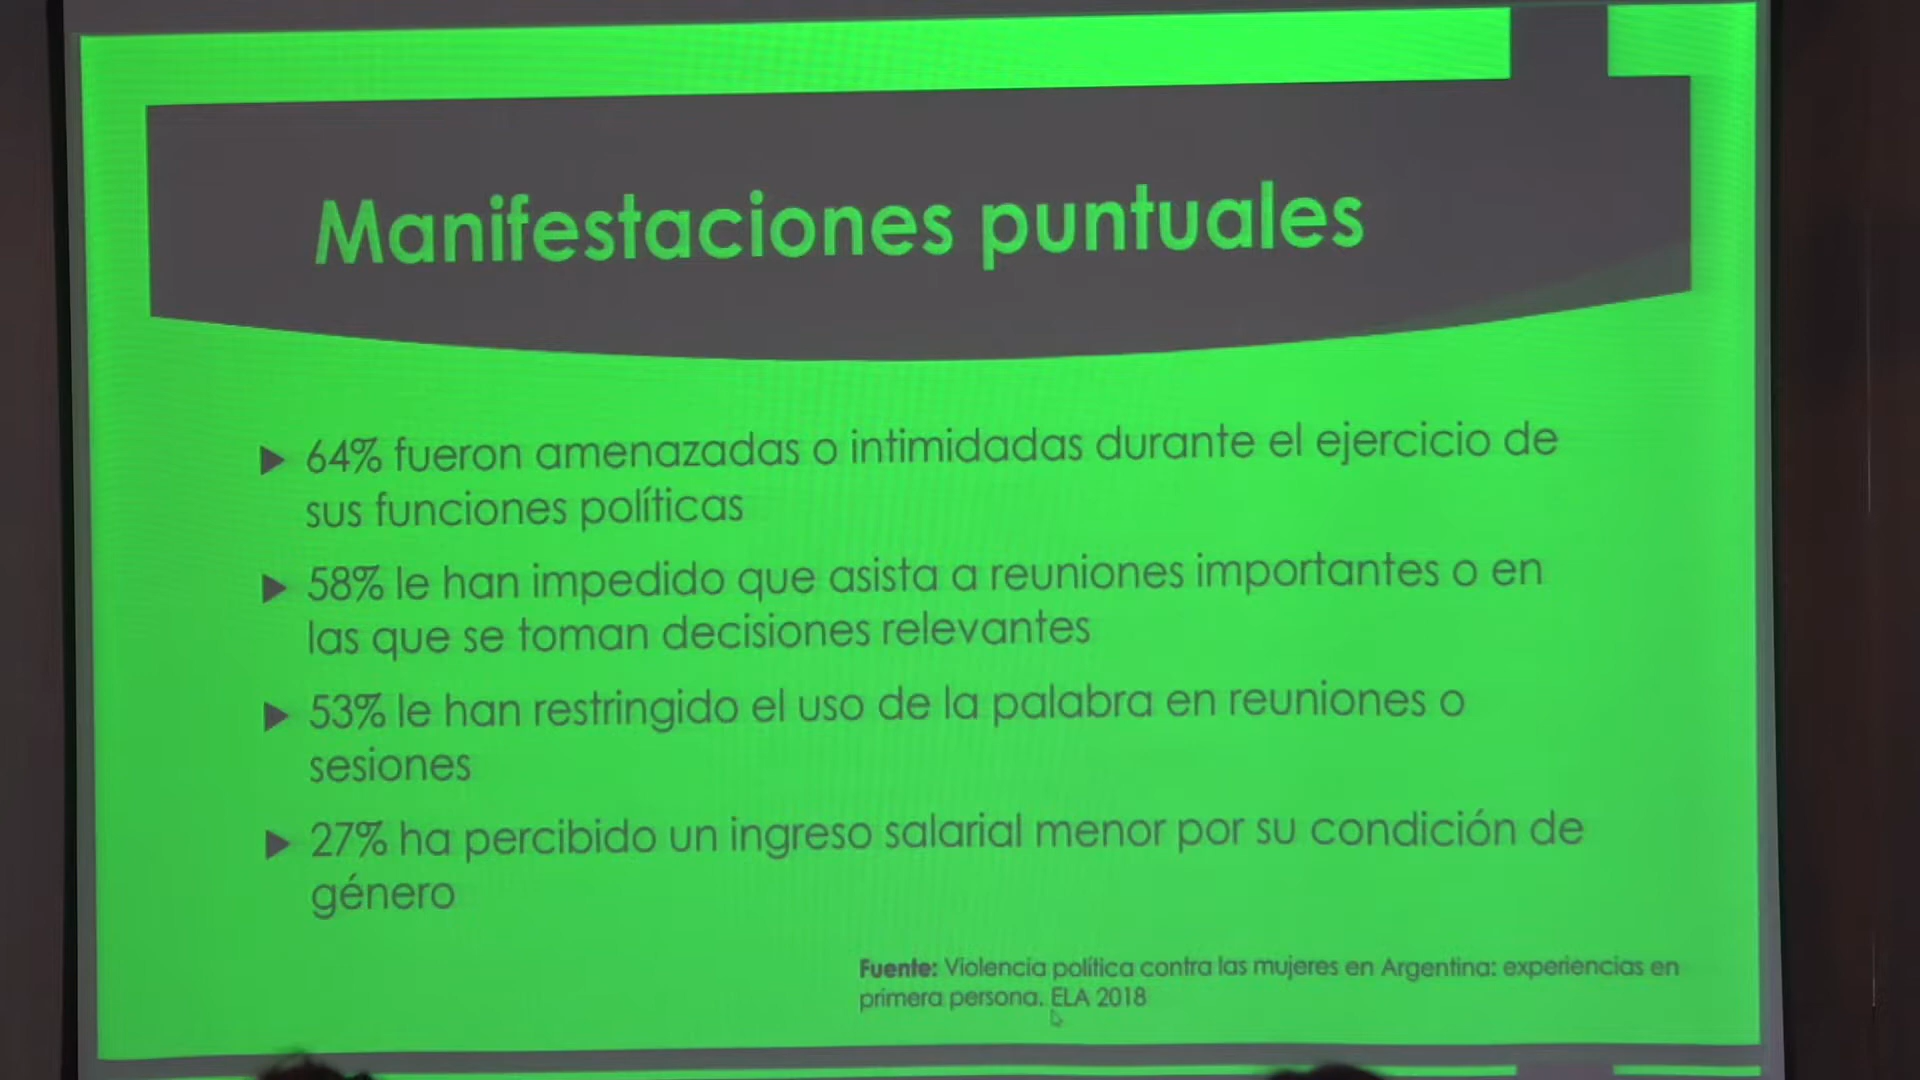 Manifestaciones puntuales
64% fueron amenazadas o intimidadas durante el ejercicio de
sus funciones políticas
58% le han impedido que asista a reuniones importantes o en
las que se toman decisiones relevantes
53% le han restringido el uso de la palabra en reuniones o
sesiones
27% ha percibido un ingreso salarial menor por su condición de
género
Fuente: Violencia política contra las mujeres en Argentina: experiencias en
primera persona. ELA 2018